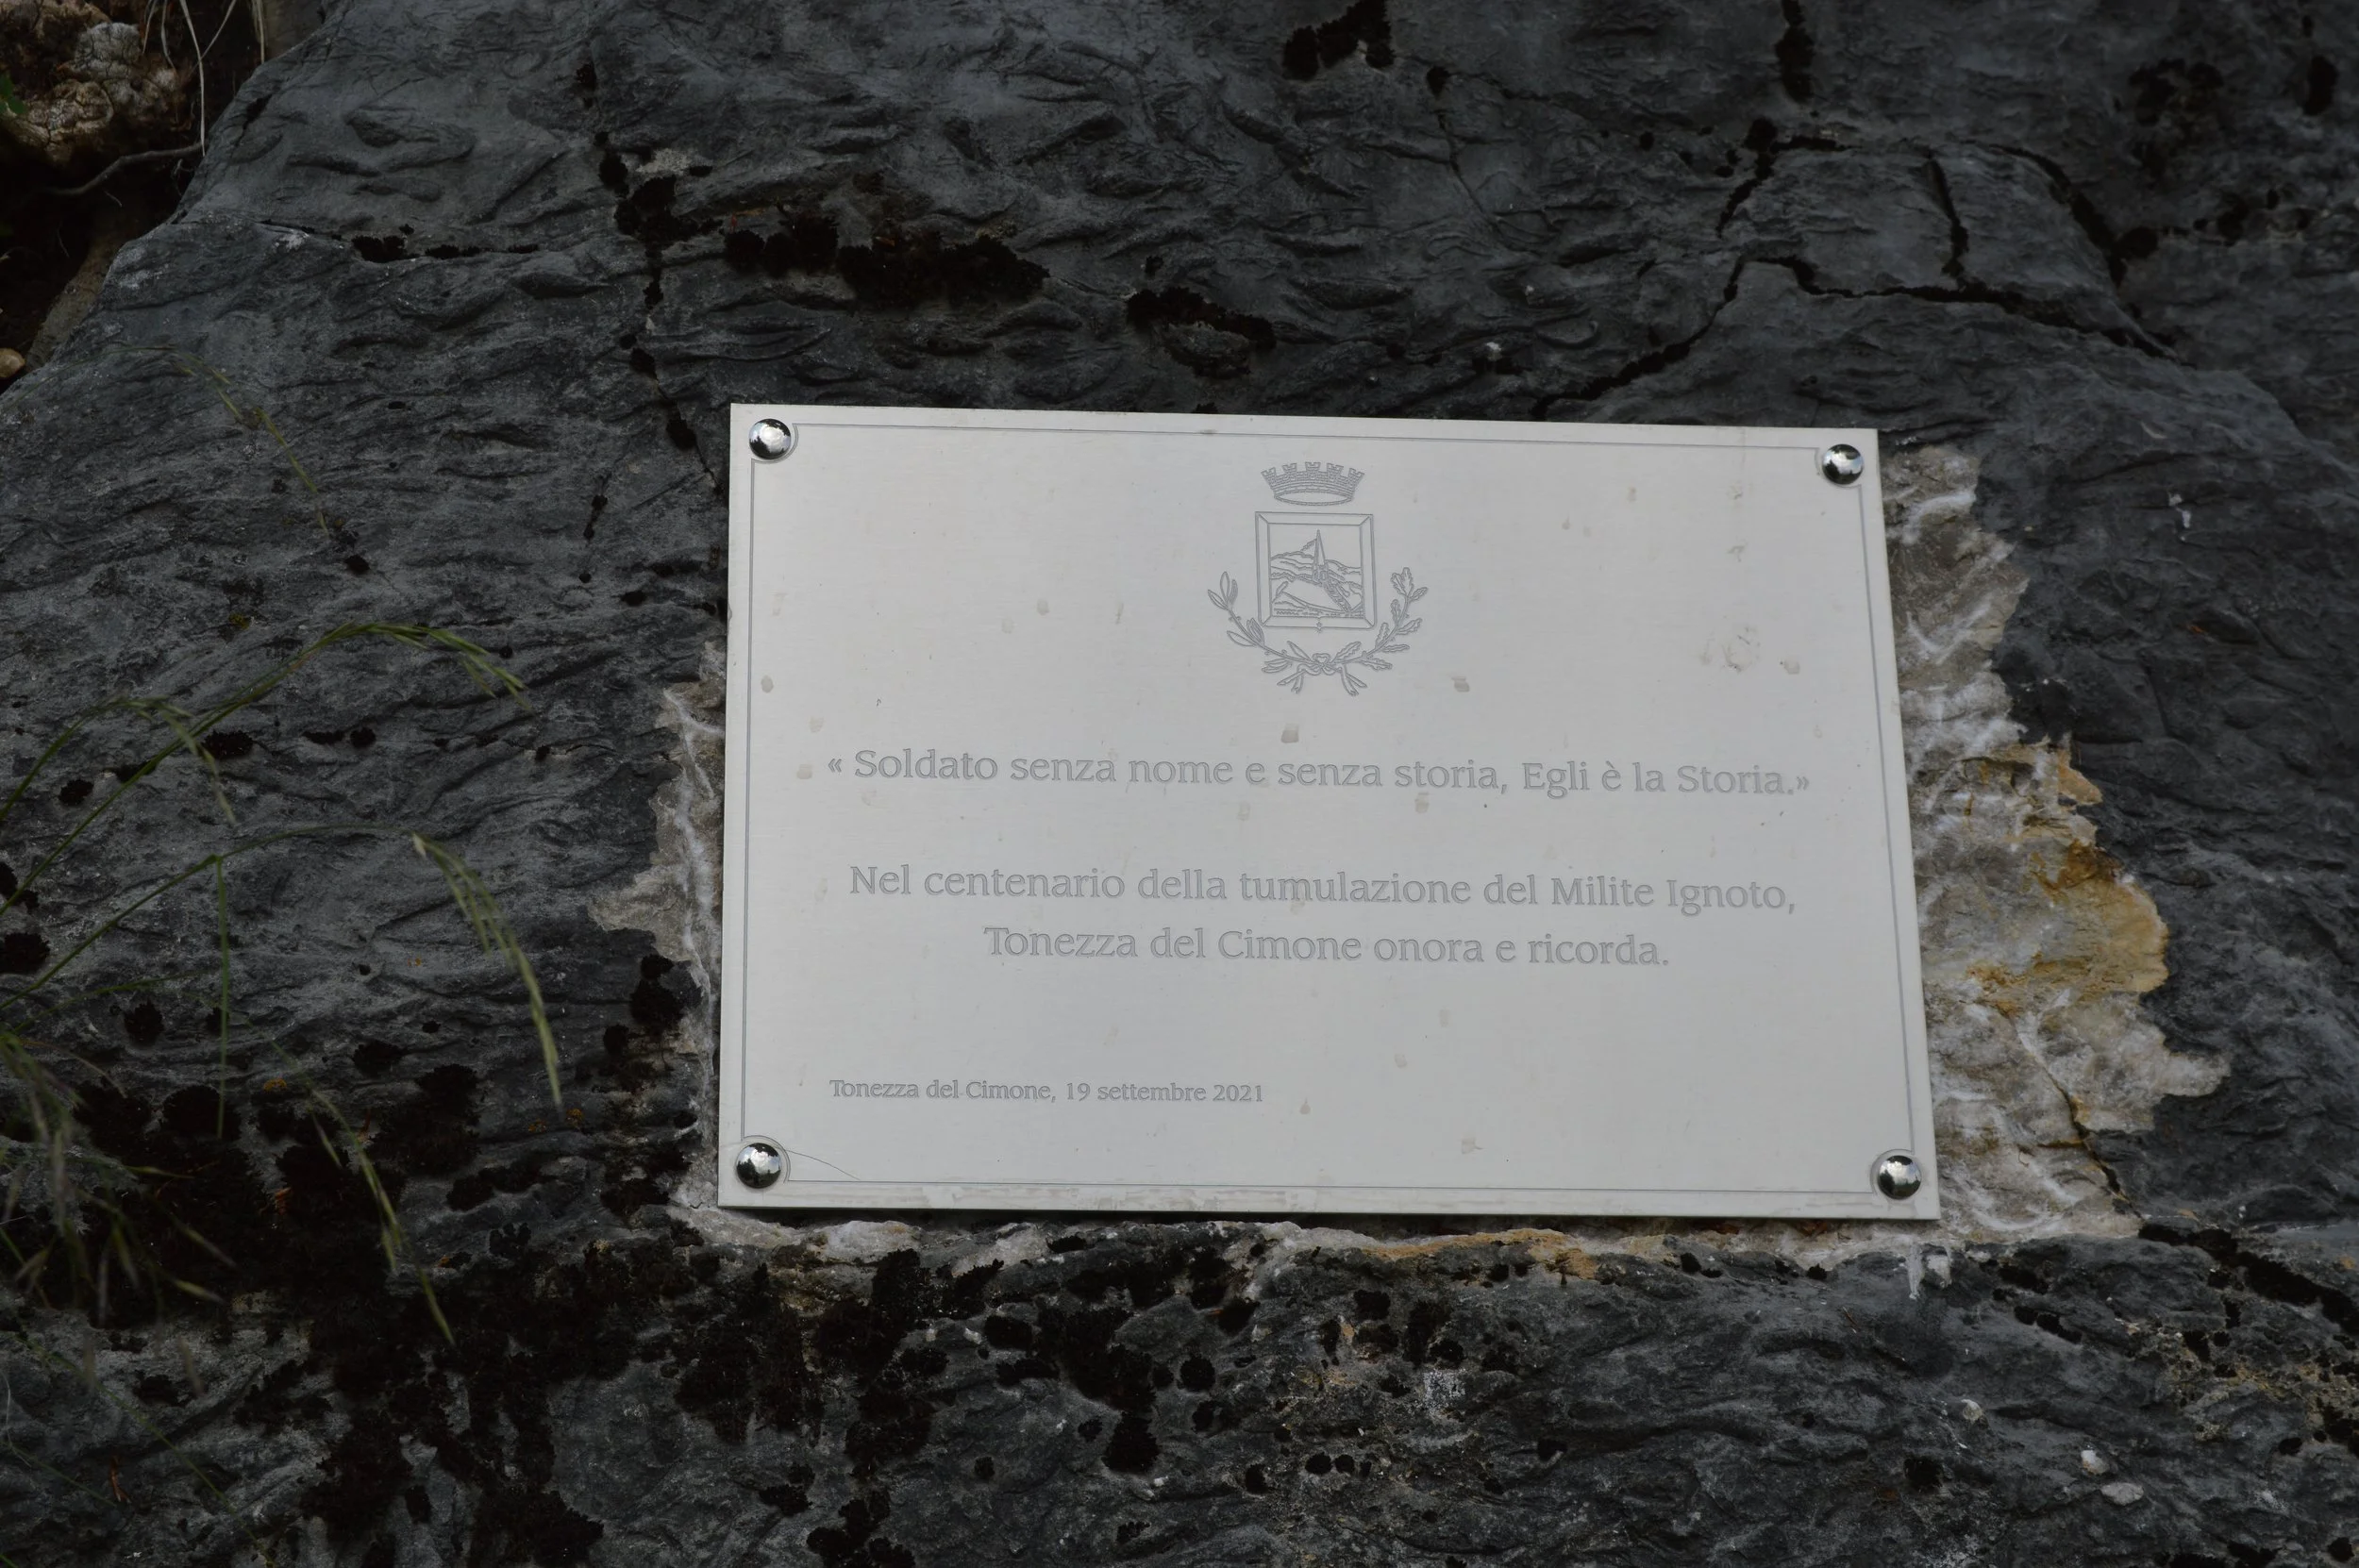 « Soldato senza nome e senza storia, Egli è la Storia.»
Nel centenario della tumulazione del Milite Ignoto,
Tonezza del Cimone onora e ricorda.
Tonezza del Cimone, 19 settembre 2021